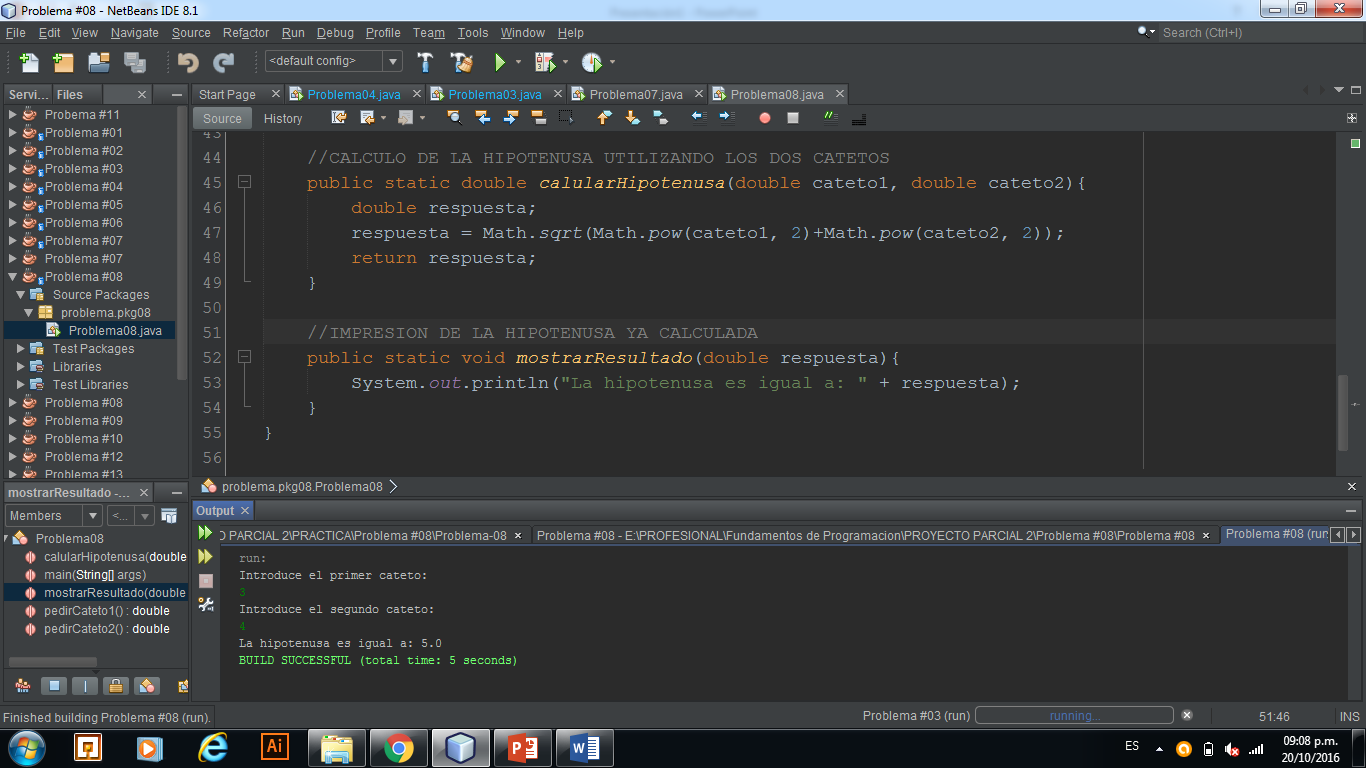 Problema #08 - NetBeans IDE 8.1
File Edit View Navigate Source Refactor Run Debug Profile Team Tools Window Help
Search (Ctrl+I)
<default config>
Servi... Files
Start Page Problema04.java Problema03.java Problema07.java Problema08.java
Source History
Probema #11
Problema #01
Problema #02
Problema #03
Problema #04
Problema #05
Problema #06
Problema #07
Problema #07
Problema #08
Source Packages
problema.pkg08
Problema08.java
Test Packages
Libraries
Test Libraries
Problema #08
Problema #09
Problema #10
Problema #12
Problema #13
43
44 //CALCULO DE LA HIPOTENUSA UTILIZANDO LOS DOS CATETOS
45 public static double calularHipotenusa(double cateto1, double cateto2){
46 double respuesta;
47 respuesta = Math.sqrt(Math.pow(cateto1, 2)+Math.pow(cateto2, 2));
48 return respuesta;
49 }
50
51 //IMPRESION DE LA HIPOTENUSA YA CALCULADA
52 public static void mostrarResultado(double respuesta){
53 System.out.println("La hipotenusa es igual a: " + respuesta);
54 }
55 }
56
problema.pkg08.Problema08
mostrarResultado -...
Members <...
Problema08
calularHipotenusa(double
main(String[] args)
mostrarResultado(double
pedirCateto1() : double
pedirCateto2() : double
Output
O PARCIAL 2\PRACTICA\Problema #08\Problema-08 Problema #08 - E:\PROFESIONAL\Fundamentos de Programacion\PROYECTO PARCIAL 2\Problema #08\Problema #08 Problema #08 (run
run:
Introduce el primer cateto:
3
Introduce el segundo cateto:
4
La hipotenusa es igual a: 5.0
BUILD SUCCESSFUL (total time: 5 seconds)
Finished building Problema #08 (run).
Problema #03 (run) running... 51:46 INS
Ai
ES
09:08 p.m.
20/10/2016